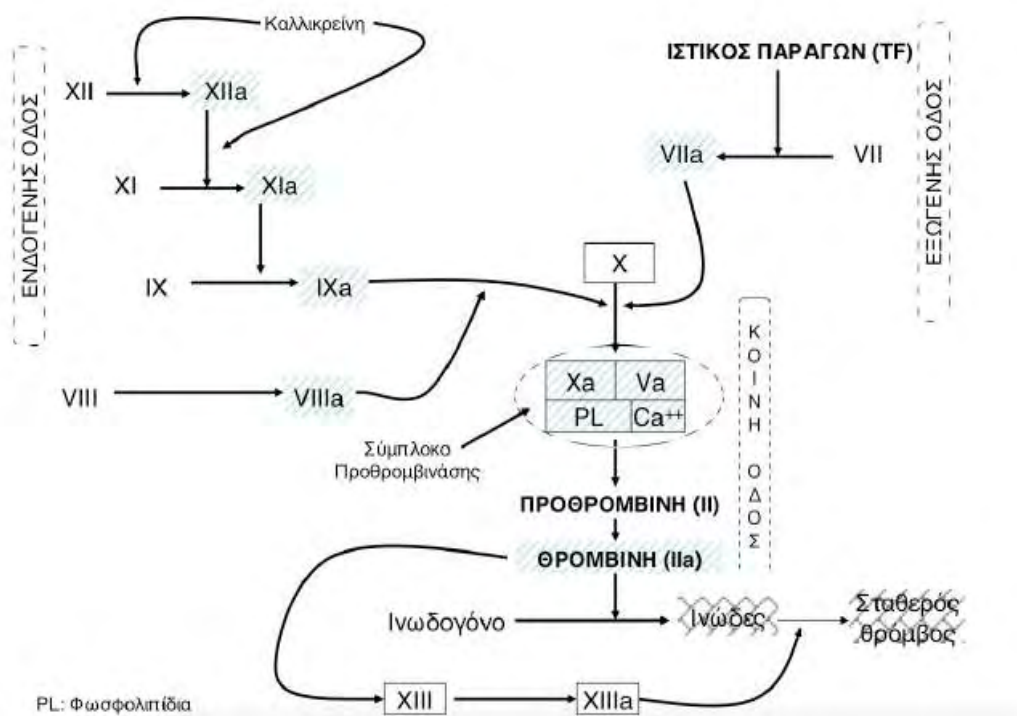 Καλλικρεΐνη
ΙΣΤΙΚΟΣ ΠΑΡΑΓΩΝ (TF)
ΕΝΔΟΓΕΝΗΣ ΟΔΟΣ
ΕΞΩΓΕΝΗΣ ΟΔΟΣ
XII
XIIa
VIIa
VII
XI
XIa
X
IX
IXa
ΚΟΙΝΗ ΟΔΟΣ
Xa
Va
PL
Ca++
VIII
VIIIa
Σύμπλοκο
Προθρομβινάσης
ΠΡΟΘΡΟΜΒΙΝΗ (II)
ΘΡΟΜΒΙΝΗ (IIa)
Ινωδογόνο
Ινώδες
Σταθερός
θρόμβος
XIII
XIIIa
PL: Φωσφολιπίδια